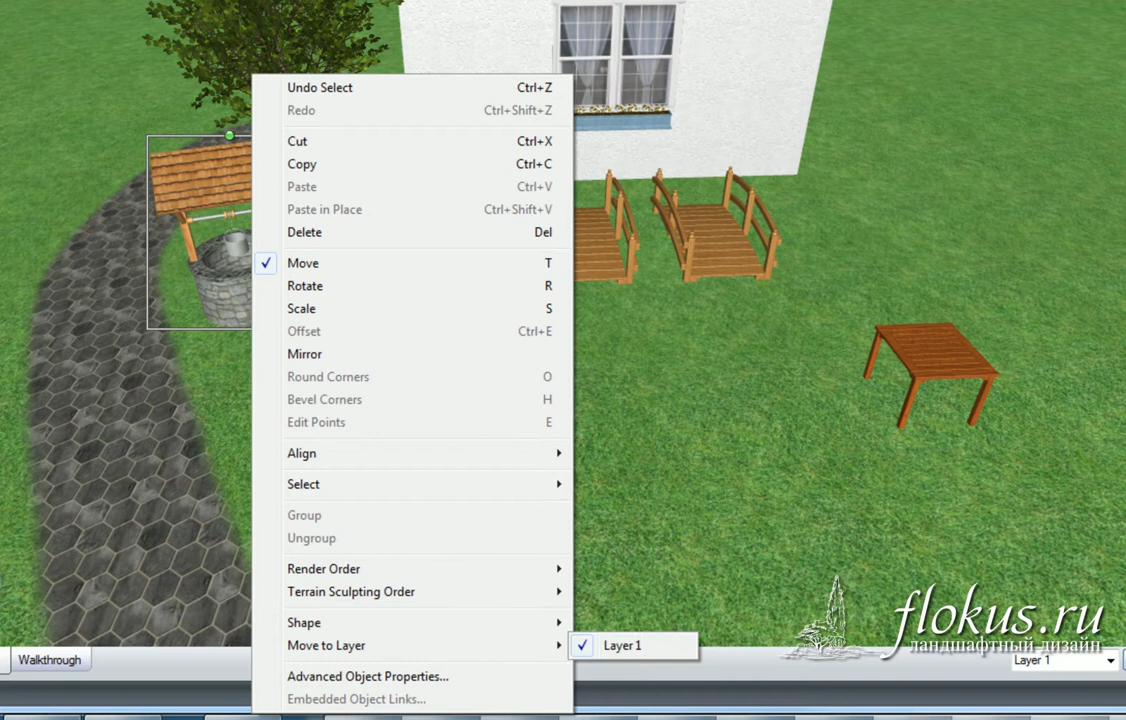 Undo Select Ctrl+Z
Redo Ctrl+Shift+Z
Cut Ctrl+X
Copy Ctrl+C
Paste Ctrl+V
Paste in Place Ctrl+Shift+V
Delete Del
Move T
Rotate R
Scale S
Offset Ctrl+E
Mirror
Round Corners O
Bevel Corners H
Edit Points E
Align
Select
Group
Ungroup
Render Order
Terrain Sculpting Order
Shape
Move to Layer
Layer 1
Advanced Object Properties...
Embedded Object Links...
Walkthrough
flokus.ru
ландшафтный дизайн
Layer 1